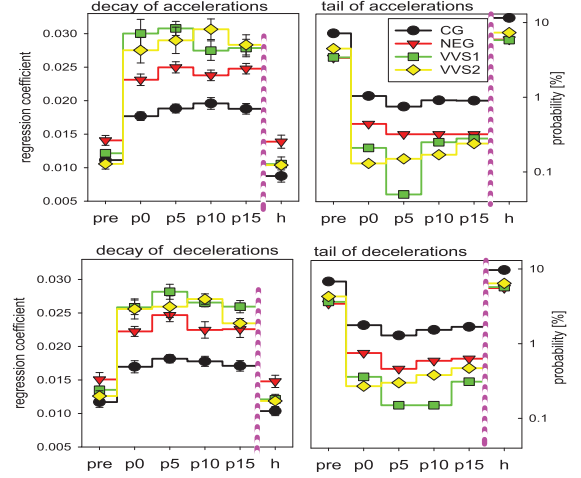 decay of accelerations
tail of accelerations
regression coefficient
0.030
0.025
0.020
0.015
0.010
0.005
pre p0 p5 p10 p15 h
CG
NEG
VVS1
VVS2
10
1
0.1
probability [%]
pre p0 p5 p10 p15 h
decay of decelerations
tail of decelerations
regression coefficient
0.030
0.025
0.020
0.015
0.010
0.005
pre p0 p5 p10 p15 h
10
1
0.1
probability [%]
pre p0 p5 p10 p15 h